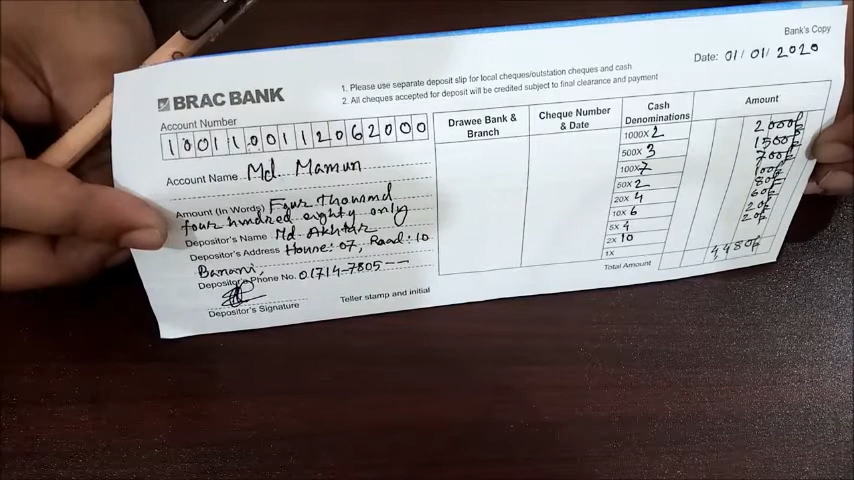 Bank's Copy
BRAC BANK
1. Please use separate deposit slip for local cheques/outstation cheques and cash
2. All cheques accepted for deposit will be credited subject to final clearance and payment
Date: 01/01/2020
Account Number
1001100112062000
Account Name Md. Mamun
Amount (In Words) Four thousand
four hundred eighty only
Depositor's Name Md. Akhtar
Depositor's Address House: 07, Road: 10
Banani,
Depositor's Phone No. 01714-7805--
Depositor's Signature
Teller stamp and initial
Drawee Bank & Branch
Cheque Number & Date
Cash Denominations
Amount
1000X 2 2000/-
500X 3 1500/-
100X 7 700/-
50X 2 100/-
20X 4 80/-
10X 6 60/-
5X 4 20/-
2X 10 20/-
1X
Total Amount 4,480/-